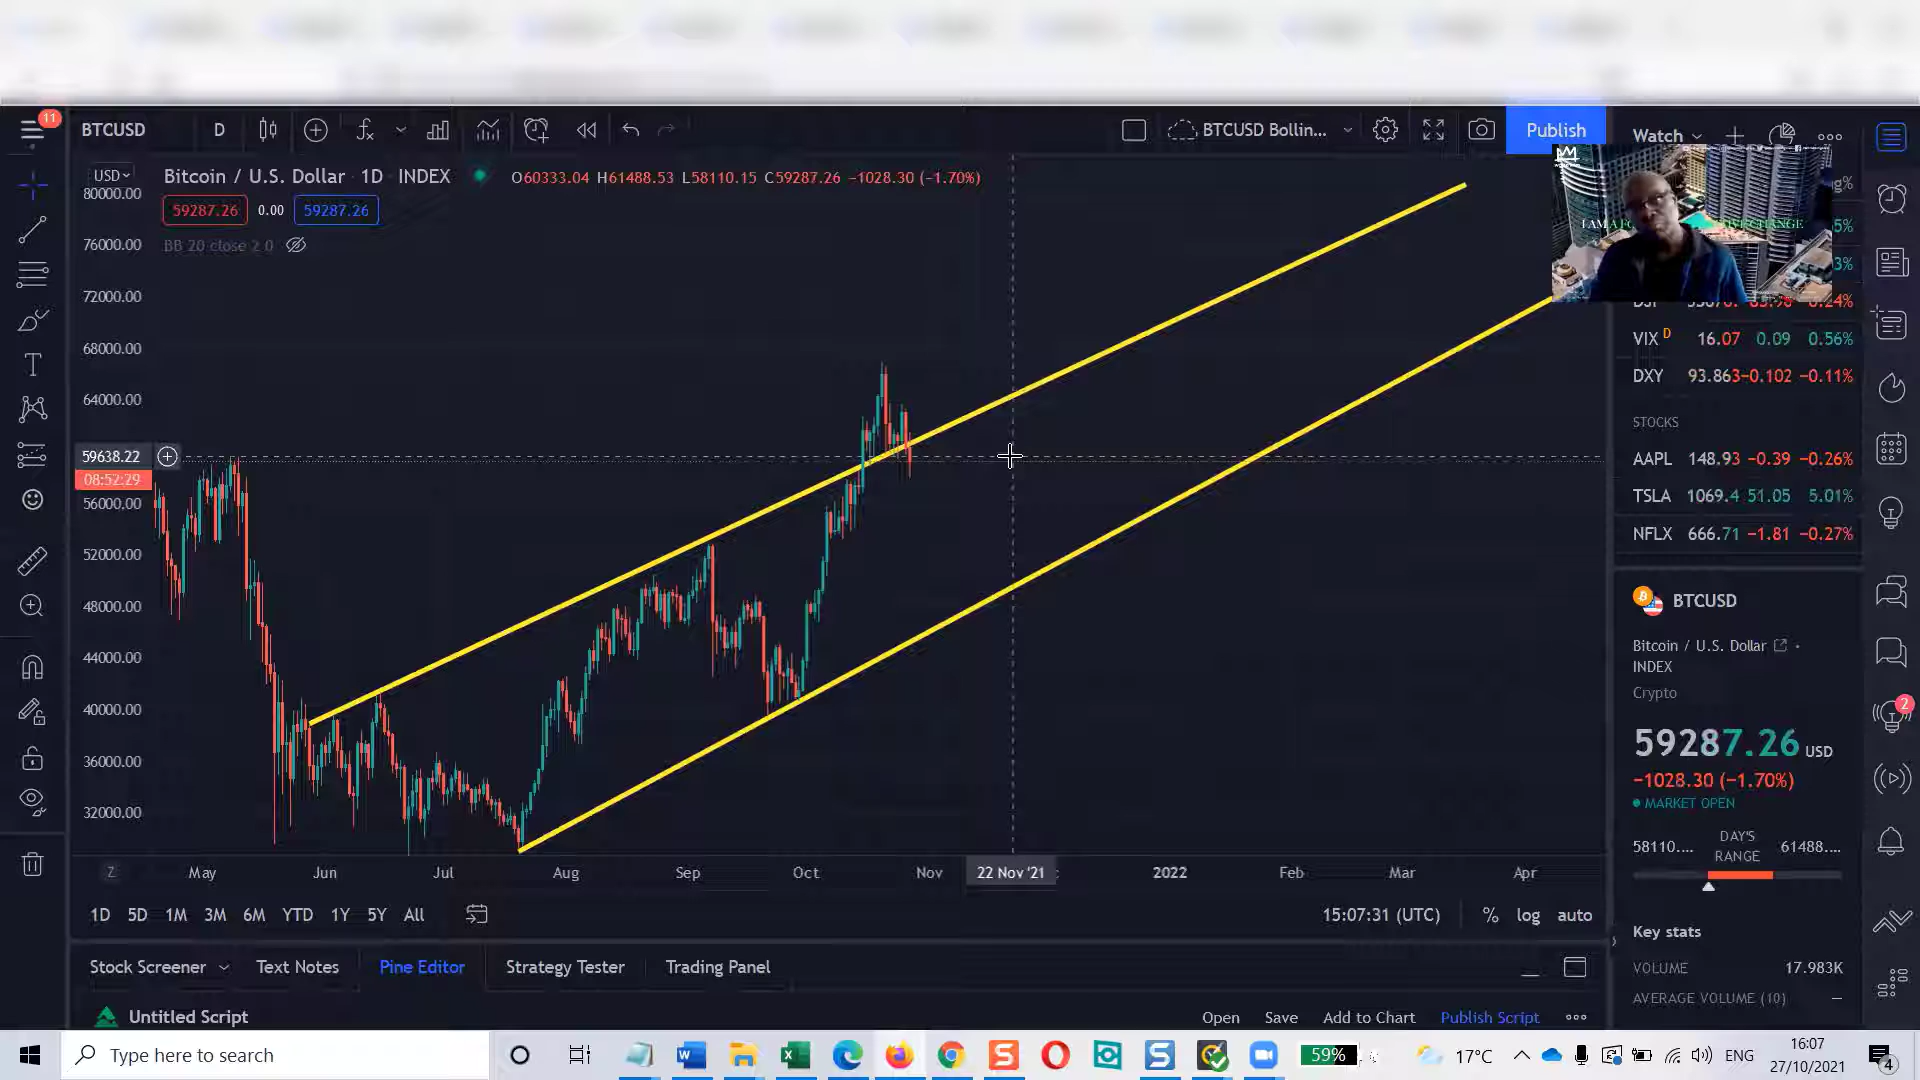 11
BTCUSD D BTCUSD Bollin... Publish Watch
USD
Bitcoin / U.S. Dollar 1D INDEX O60333.04 H61488.53 L58110.15 C59287.26 −1028.30 (−1.70%)
59287.26 0.00 59287.26
BB 20 close 2 0
80000.00
76000.00
72000.00
68000.00
64000.00
59638.22
08:52:29
56000.00
52000.00
48000.00
44000.00
40000.00
36000.00
32000.00
Z May Jun Jul Aug Sep Oct Nov 22 Nov '21 2022 Feb Mar Apr
1D 5D 1M 3M 6M YTD 1Y 5Y All 15:07:31 (UTC) % log auto
Stock Screener Text Notes Pine Editor Strategy Tester Trading Panel
Untitled Script Open Save Add to Chart Publish Script
I AM A CHANGE
VIX D 16.07 0.09 0.56%
DXY 93.863 −0.102 −0.11%
STOCKS
AAPL 148.93 −0.39 −0.26%
TSLA 1069.4 51.05 5.01%
NFLX 666.71 −1.81 −0.27%
BTCUSD
Bitcoin / U.S. Dollar
INDEX
Crypto
59287.26 USD
−1028.30 (−1.70%)
MARKET OPEN
58110.... DAY'S RANGE 61488....
Key stats
VOLUME 17.983K
AVERAGE VOLUME (10) —
2
Type here to search 59% 17°C ENG 16:07
27/10/2021
4